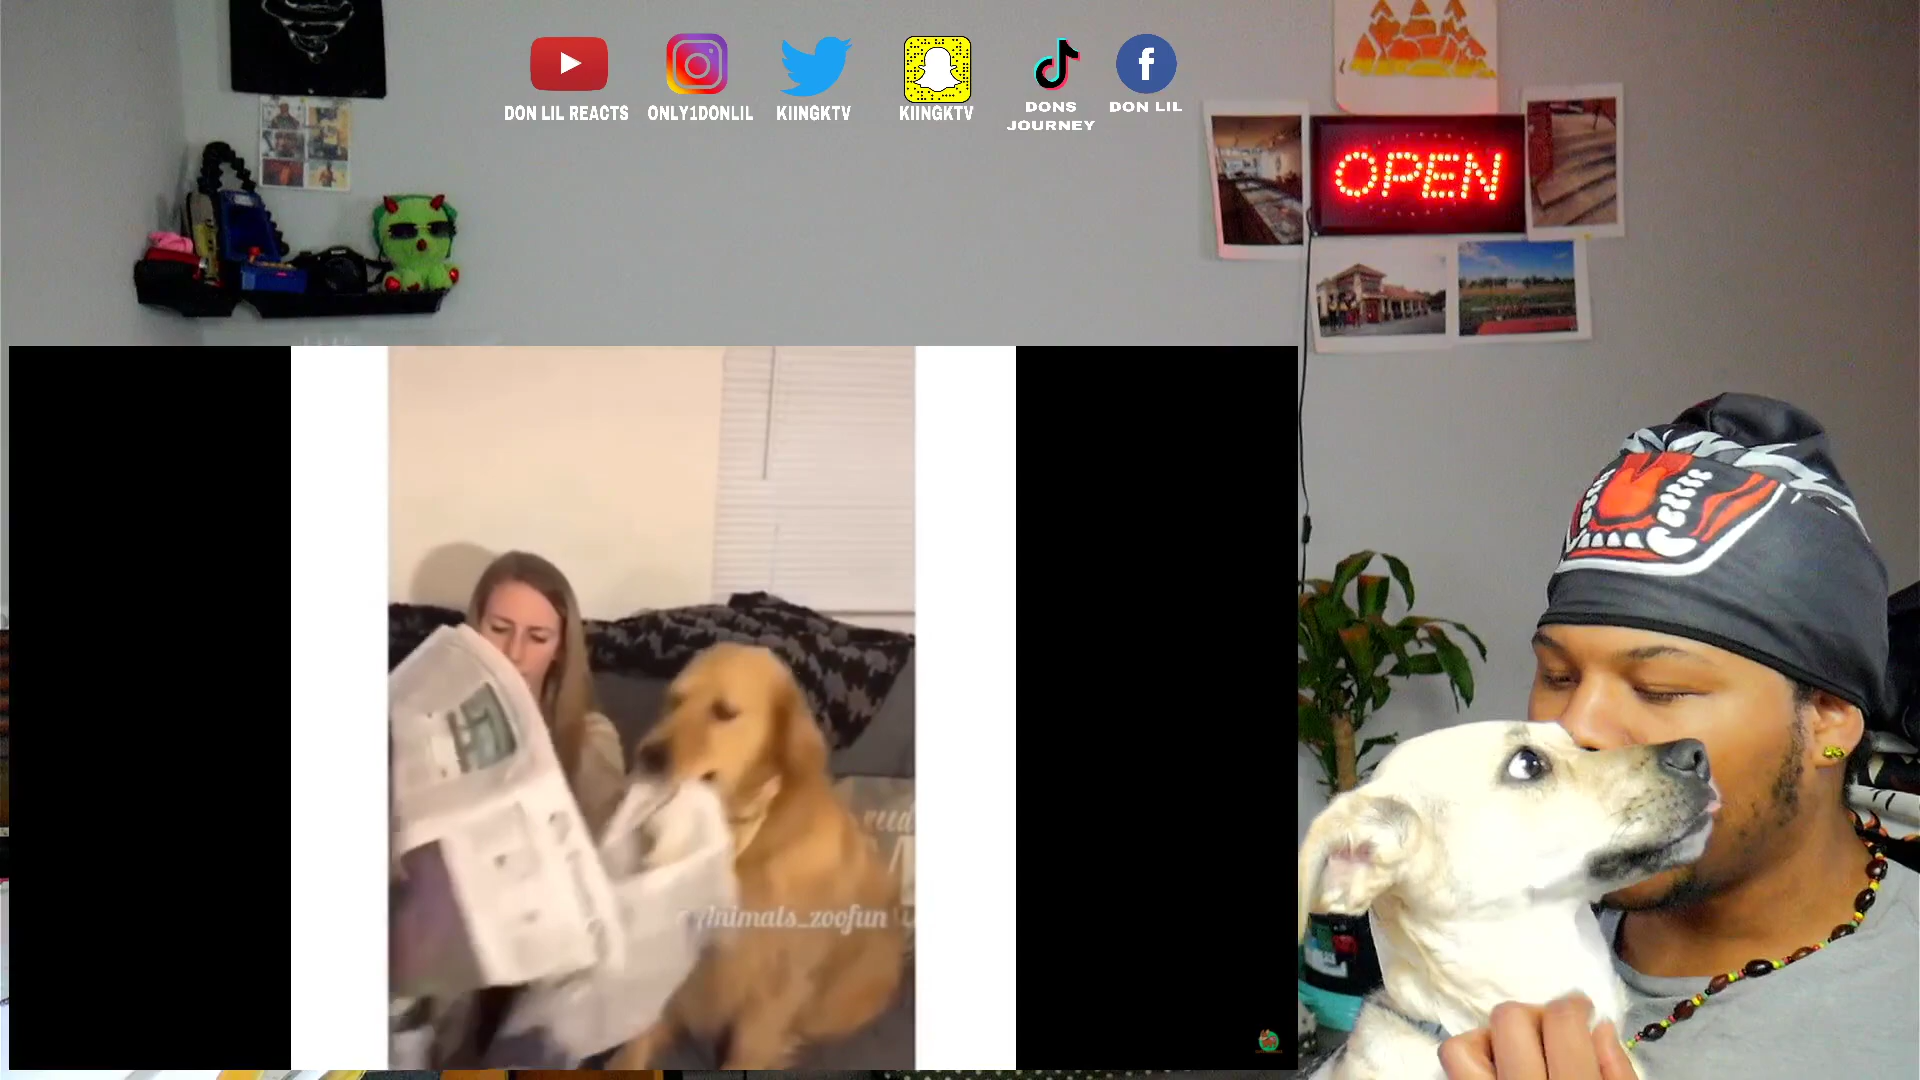 DON LIL REACTS
ONLY1DONLIL
KIINGKTV
KIINGKTV
DONS
JOURNEY
DON LIL
OPEN
Animals_zoofun